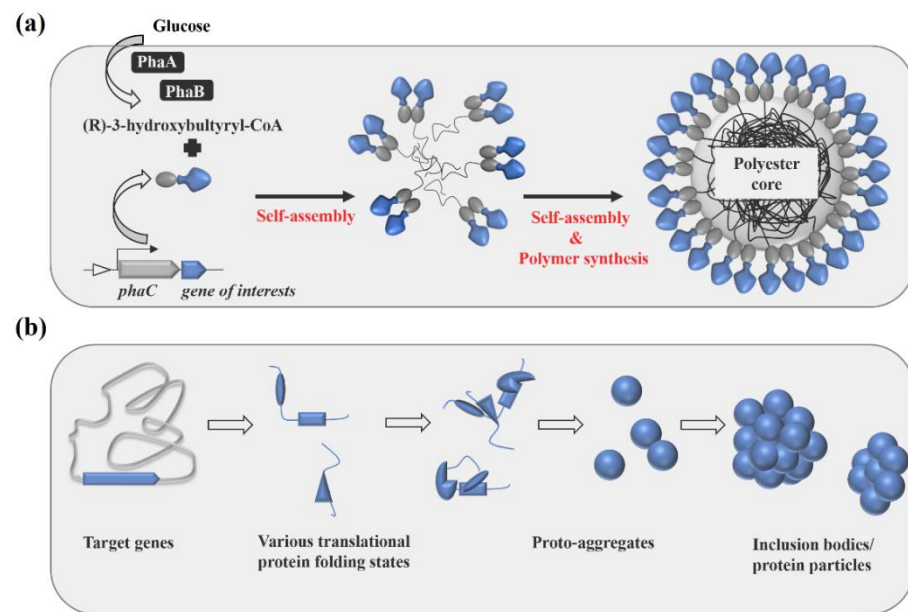 (a)
Glucose
PhaA
PhaB
(R)-3-hydroxybultyryl-CoA
Self-assembly
Self-assembly
&
Polymer synthesis
Polyester
core
phaC
gene of interests
(b)
Target genes
Various translational
protein folding states
Proto-aggregates
Inclusion bodies/
protein particles